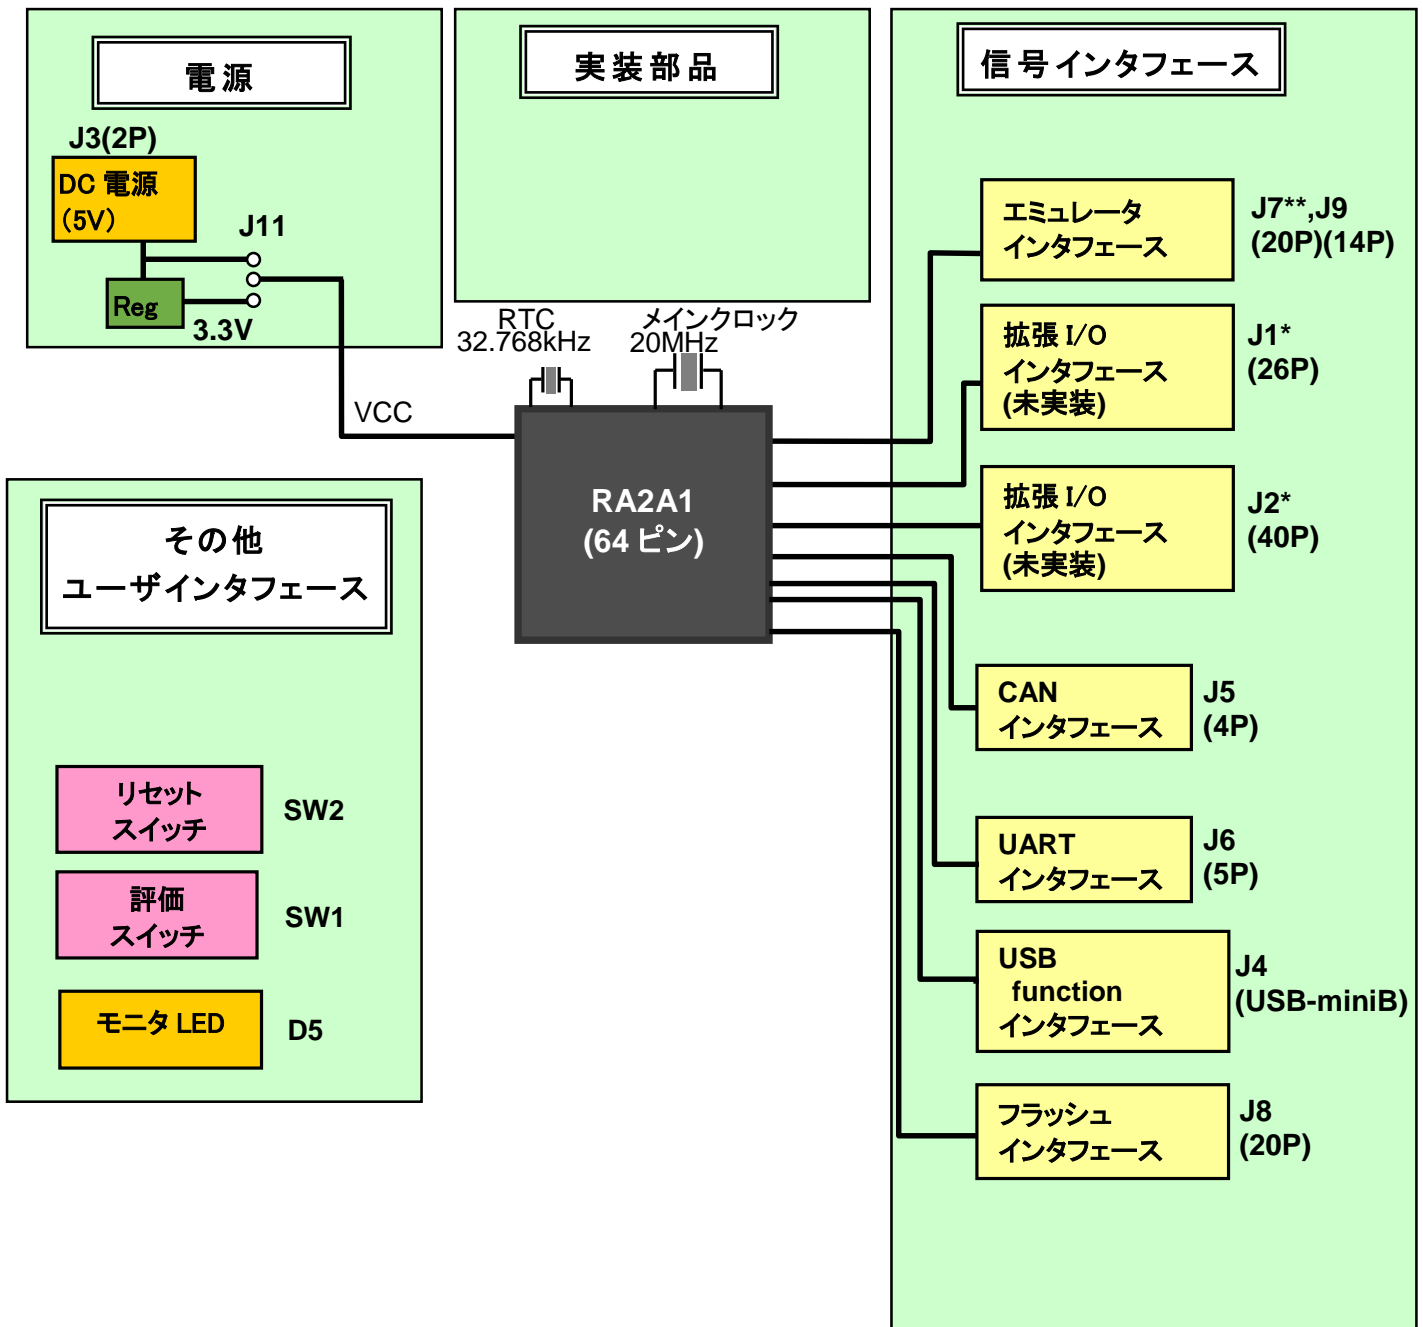 電源
J3(2P)
DC 電源
(5V)
J11
Reg
3.3V
実装部品
RTC
32.768kHz
メインクロック
20MHz
VCC
RA2A1
(64 ピン)
信号インタフェース
エミュレータ
インタフェース
J7**,J9
(20P)(14P)
拡張 I/O
インタフェース
(未実装)
J1*
(26P)
拡張 I/O
インタフェース
(未実装)
J2*
(40P)
CAN
インタフェース
J5
(4P)
UART
インタフェース
J6
(5P)
USB
function
インタフェース
J4
(USB-miniB)
フラッシュ
インタフェース
J8
(20P)
その他
ユーザインタフェース
リセット
スイッチ
SW2
評価
スイッチ
SW1
モニタ LED
D5